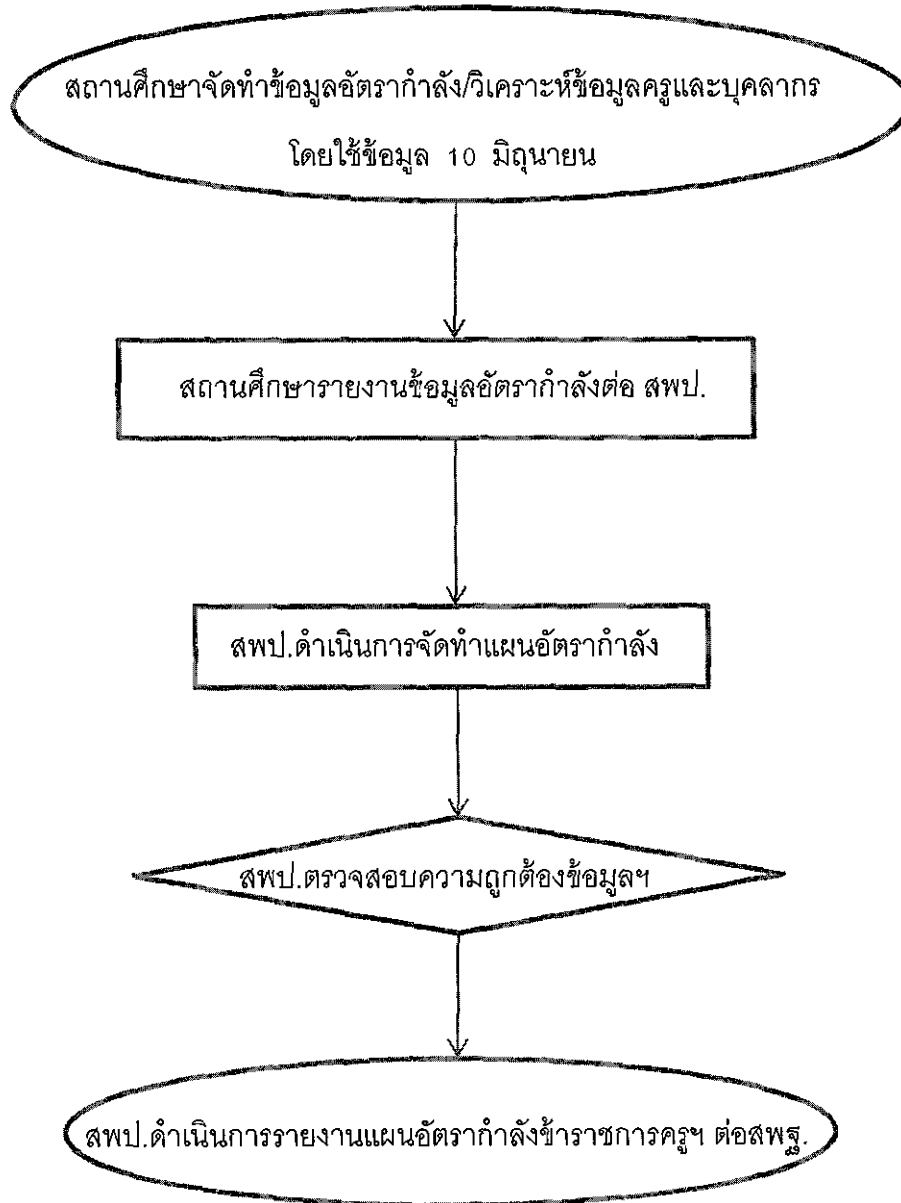 สถานศึกษาจัดทำข้อมูลอัตรากำลัง/วิเคราะห์ข้อมูลครูและบุคลากร
โดยใช้ข้อมูล 10 มิถุนายน
สถานศึกษารายงานข้อมูลอัตรากำลังต่อ สพป.
สพป.ดำเนินการจัดทำแผนอัตรากำลัง
สพป.ตรวจสอบความถูกต้องข้อมูลฯ
สพป.ดำเนินการรายงานแผนอัตรากำลังข้าราชการครูฯ ต่อสพฐ.